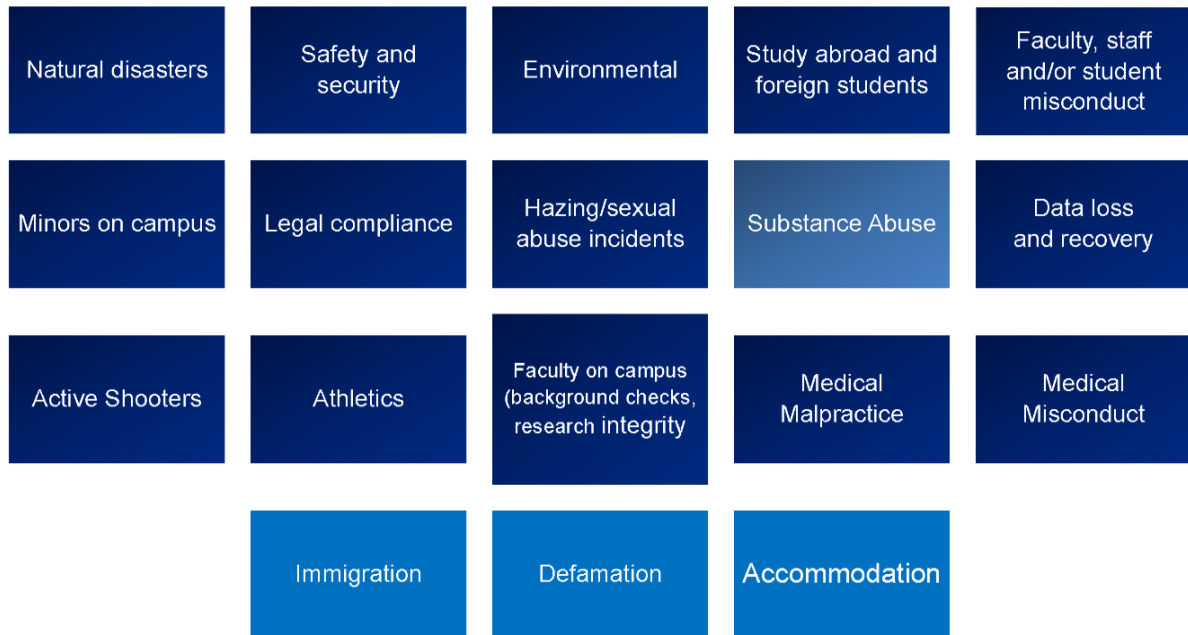 Natural disasters
Safety and
security
Environmental
Study abroad and
foreign students
Faculty, staff
and/or student
misconduct
Minors on campus
Legal compliance
Hazing/sexual
abuse incidents
Substance Abuse
Data loss
and recovery
Active Shooters
Athletics
Faculty on campus
(background checks,
research integrity
Medical
Malpractice
Medical
Misconduct
Immigration
Defamation
Accommodation